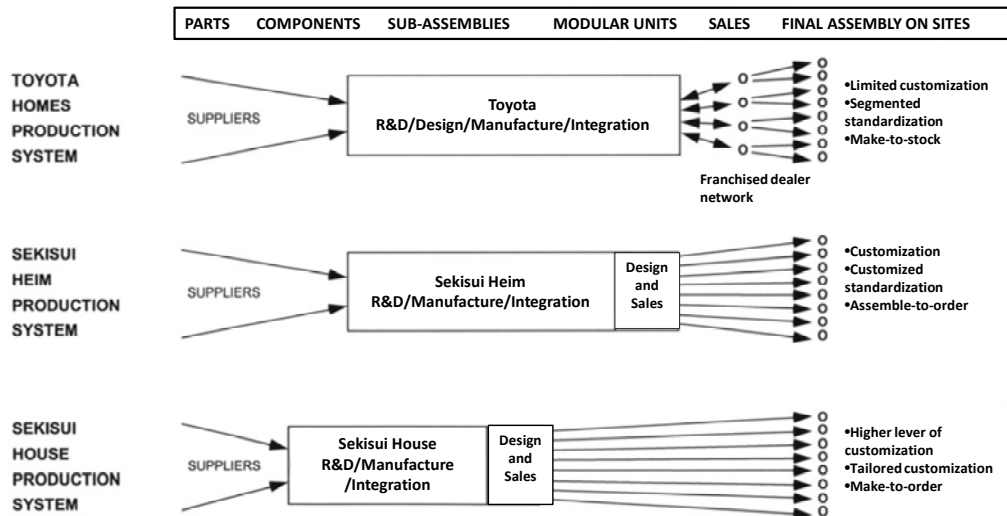 PARTS COMPONENTS SUB-ASSEMBLIES MODULAR UNITS SALES FINAL ASSEMBLY ON SITES
TOYOTA
HOMES
PRODUCTION
SYSTEM
SUPPLIERS
Toyota
R&D/Design/Manufacture/Integration
O
O
O
O
Franchised dealer
network
O
O
O
O
O
O
O
O
•Limited customization
•Segmented
standardization
•Make-to-stock
SEKISUI
HEIM
PRODUCTION
SYSTEM
SUPPLIERS
Sekisui Heim
R&D/Manufacture/Integration
Design
and
Sales
O
O
O
O
O
O
O
O
•Customization
•Customized
standardization
•Assemble-to-order
SEKISUI
HOUSE
PRODUCTION
SYSTEM
SUPPLIERS
Sekisui House
R&D/Manufacture
/Integration
Design
and
Sales
O
O
O
O
O
O
O
O
•Higher lever of
customization
•Tailored customization
•Make-to-order